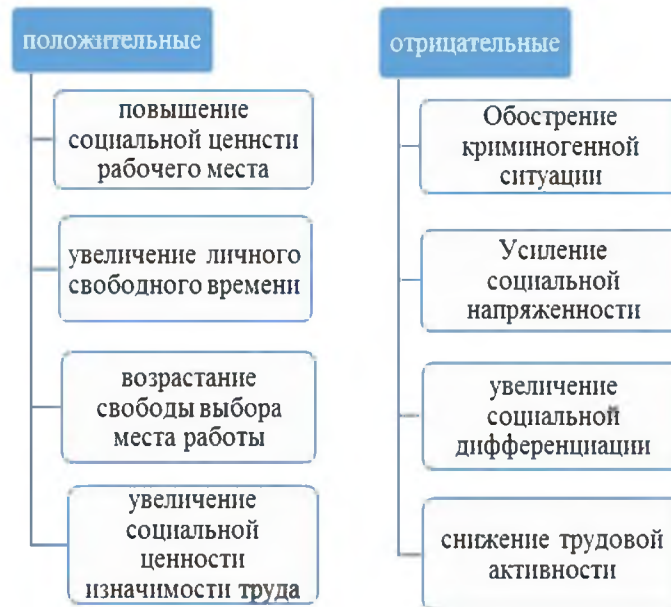 положительные
повышение
социальной ценнсти
рабочего места
увеличение личного
свободного времени
возрастание
свободы выбора
места работы
увеличение
социальной
ценности
изначимости труда
отрицательные
Обострение
криминогенной
ситуации
Усиление
социальной
напряженности
увеличение
социальной
дифференциации
снижение трудовой
активности